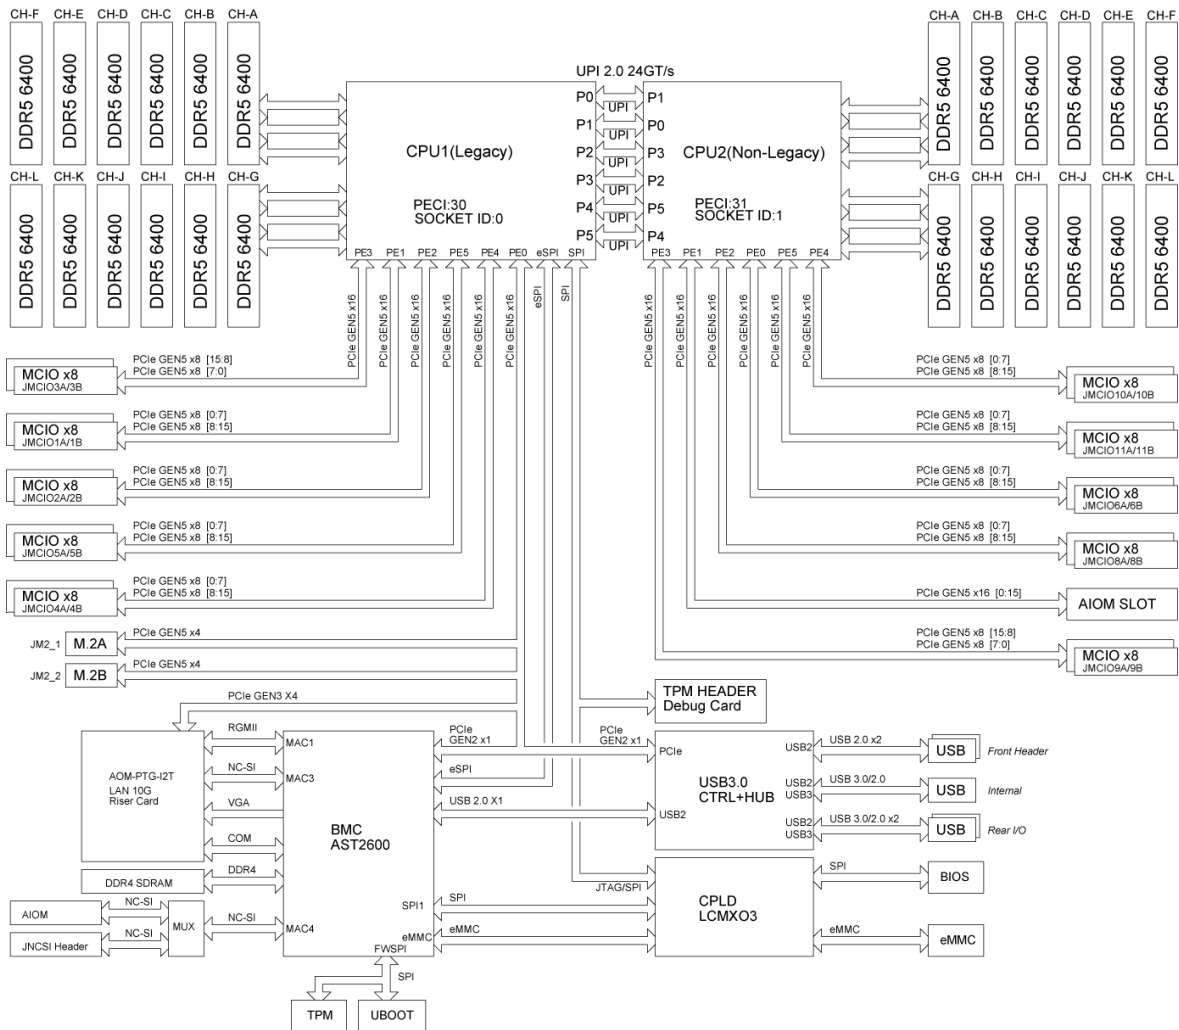 CH-F CH-E CH-D CH-C CH-B CH-A
DDR5 6400 DDR5 6400 DDR5 6400 DDR5 6400 DDR5 6400 DDR5 6400
CH-L CH-K CH-J CH-I CH-H CH-G
DDR5 6400 DDR5 6400 DDR5 6400 DDR5 6400 DDR5 6400 DDR5 6400
UPI 2.0 24GT/s
CPU1(Legacy)
PECI:30
SOCKET ID:0
P0
P1
P2
P3
P4
P5
PE3 PE1 PE2 PE5 PE4 PE0 eSPI SPI
UPI
UPI
UPI
UPI
UPI
UPI
P1
P0
P3
P2
P5
P4
CPU2(Non-Legacy)
PECI:31
SOCKET ID:1
PE3 PE1 PE2 PE0 PE5 PE4
CH-A CH-B CH-C CH-D CH-E CH-F
DDR5 6400 DDR5 6400 DDR5 6400 DDR5 6400 DDR5 6400 DDR5 6400
CH-G CH-H CH-I CH-J CH-K CH-L
DDR5 6400 DDR5 6400 DDR5 6400 DDR5 6400 DDR5 6400 DDR5 6400
PCIe GEN5 x16 PCIe GEN5 x16 PCIe GEN5 x16 PCIe GEN5 x16 PCIe GEN5 x16 PCIe GEN5 x16 eSPI SPI
PCIe GEN5 x16 PCIe GEN5 x16 PCIe GEN5 x16 PCIe GEN5 x16 PCIe GEN5 x16 PCIe GEN5 x16
MCIO x8
JMCIO3A/3B
PCIe GEN5 x8 [15:8]
PCIe GEN5 x8 [7:0]
MCIO x8
JMCIO1A/1B
PCIe GEN5 x8 [0:7]
PCIe GEN5 x8 [8:15]
MCIO x8
JMCIO2A/2B
PCIe GEN5 x8 [0:7]
PCIe GEN5 x8 [8:15]
MCIO x8
JMCIO5A/5B
PCIe GEN5 x8 [0:7]
PCIe GEN5 x8 [8:15]
MCIO x8
JMCIO4A/4B
PCIe GEN5 x8 [0:7]
PCIe GEN5 x8 [8:15]
JM2_1 M.2A PCIe GEN5 x4
JM2_2 M.2B PCIe GEN5 x4
PCIe GEN5 x8 [0:7]
PCIe GEN5 x8 [8:15]
MCIO x8
JMCIO10A/10B
PCIe GEN5 x8 [0:7]
PCIe GEN5 x8 [8:15]
MCIO x8
JMCIO11A/11B
PCIe GEN5 x8 [0:7]
PCIe GEN5 x8 [8:15]
MCIO x8
JMCIO6A/6B
PCIe GEN5 x8 [0:7]
PCIe GEN5 x8 [8:15]
MCIO x8
JMCIO8A/8B
PCIe GEN5 x16 [0:15]
AIOM SLOT
PCIe GEN5 x8 [15:8]
PCIe GEN5 x8 [7:0]
MCIO x8
JMCIO9A/9B
PCIe GEN3 X4
TPM HEADER
Debug Card
AOM-PTG-I2T
LAN 10G
Riser Card
RGMII
NC-SI
VGA
COM
DDR4 SDRAM
DDR4
AIOM
NC-SI
JNCSI Header
NC-SI
MUX
NC-SI
MAC1
MAC3
BMC
AST2600
MAC4
SPI1
eMMC
FWSPI
SPI
TPM
UBOOT
PCIe
GEN2 x1
eSPI
USB 2.0 X1
SPI
eMMC
PCIe
GEN2 x1
PCIe
USB3.0
CTRL+HUB
USB2
USB2
USB2
USB3
USB2
USB3
USB 2.0 x2
USB
Front Header
USB 3.0/2.0
USB
Internal
USB 3.0/2.0 x2
USB
Rear I/O
JTAG/SPI
CPLD
LCMXO3
SPI
BIOS
eMMC
eMMC